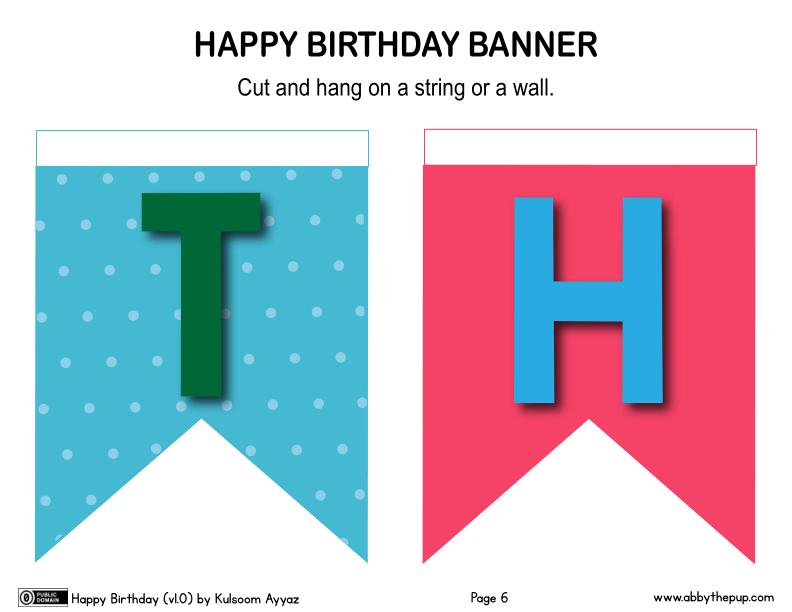 HAPPY BIRTHDAY BANNER
Cut and hang on a string or a wall.
T H
0 PUBLIC DOMAIN Happy Birthday (v1.0) by Kulsoom Ayyaz Page 6 www.abbythepup.com